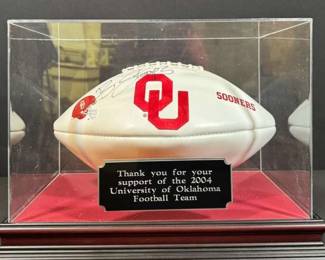 OU
SOONERS
Thank you for your
support of the 2004
University of Oklahoma
Football Team